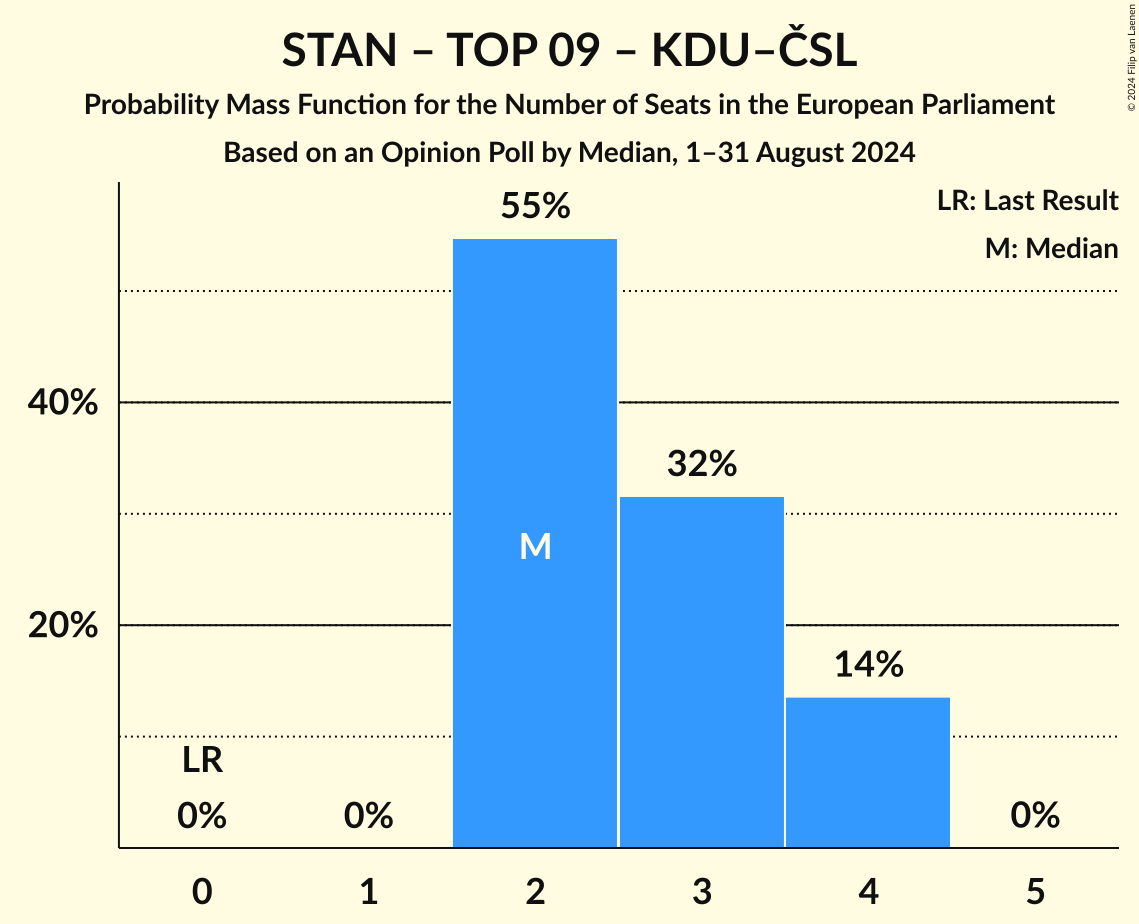 STAN – TOP 09 – KDU–ČSL
Probability Mass Function for the Number of Seats in the European Parliament
Based on an Opinion Poll by Median, 1–31 August 2024
© 2024 Filip van Laenen
LR: Last Result
M: Median
55%
40%
32%
M
20%
14%
LR
0%
0%
0%
0 1 2 3 4 5